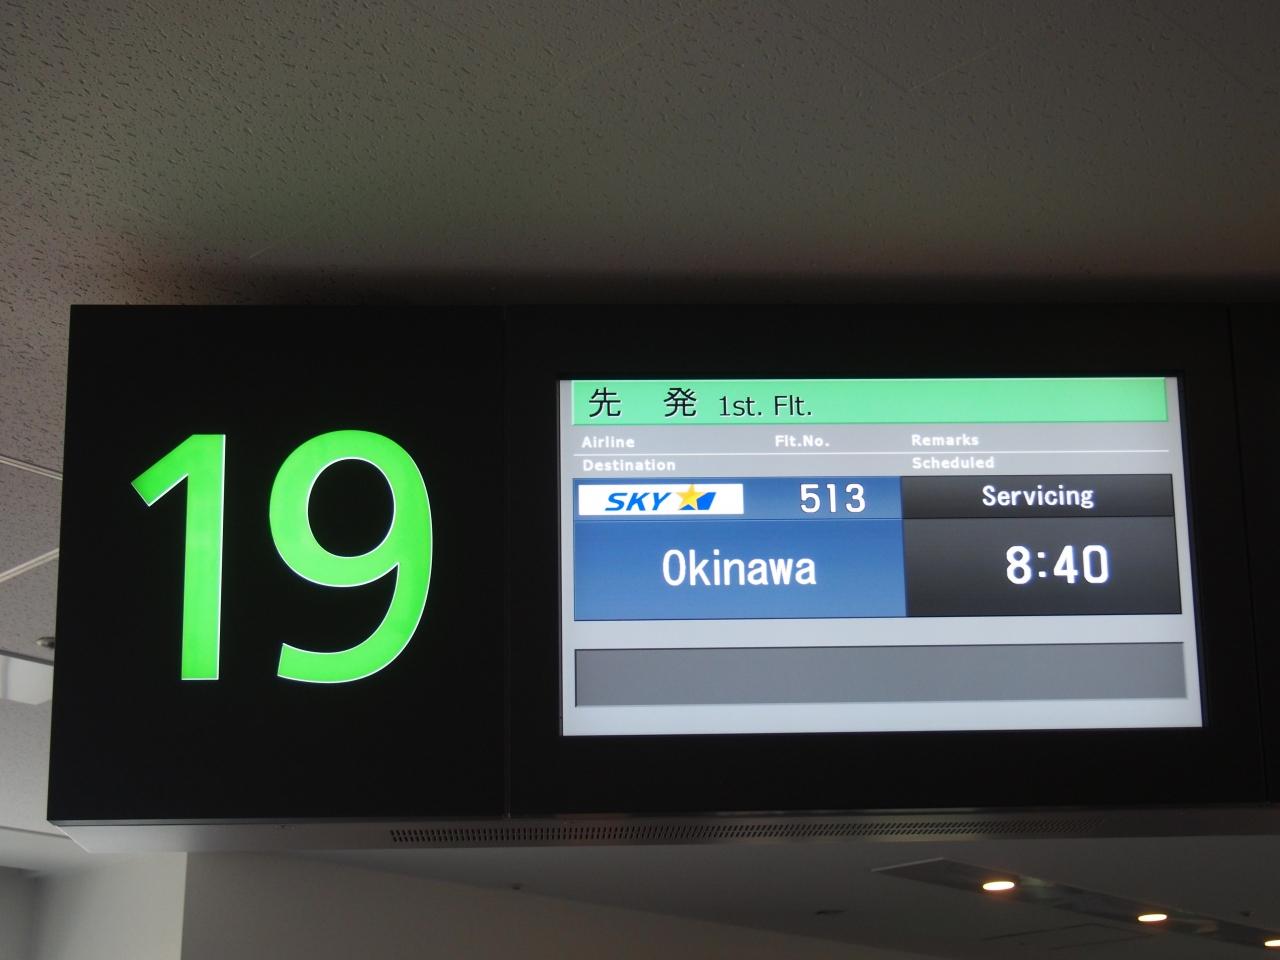 19
先 発 1st. Flt.
Airline Flt.No. Remarks
Destination Scheduled
SKY 513 Servicing
Okinawa 8:40